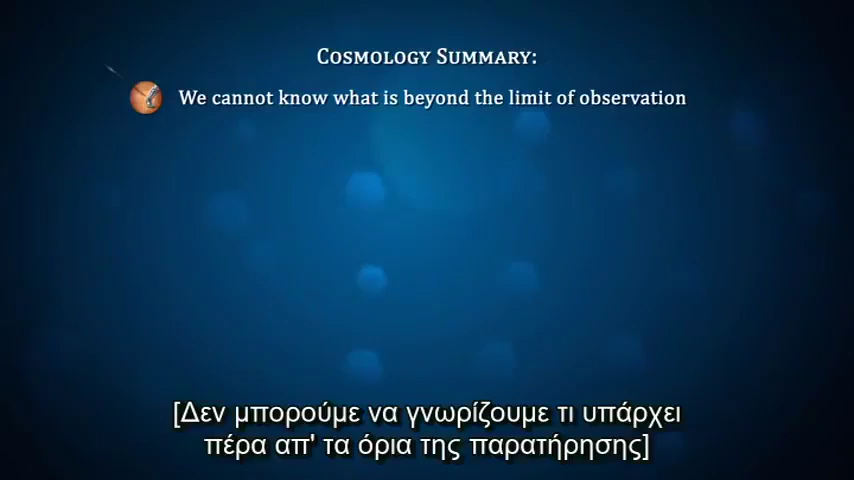 Cosmology Summary:
We cannot know what is beyond the limit of observation
[Δεν μπορούμε να γνωρίζουμε τι υπάρχει
πέρα απ' τα όρια της παρατήρησης]